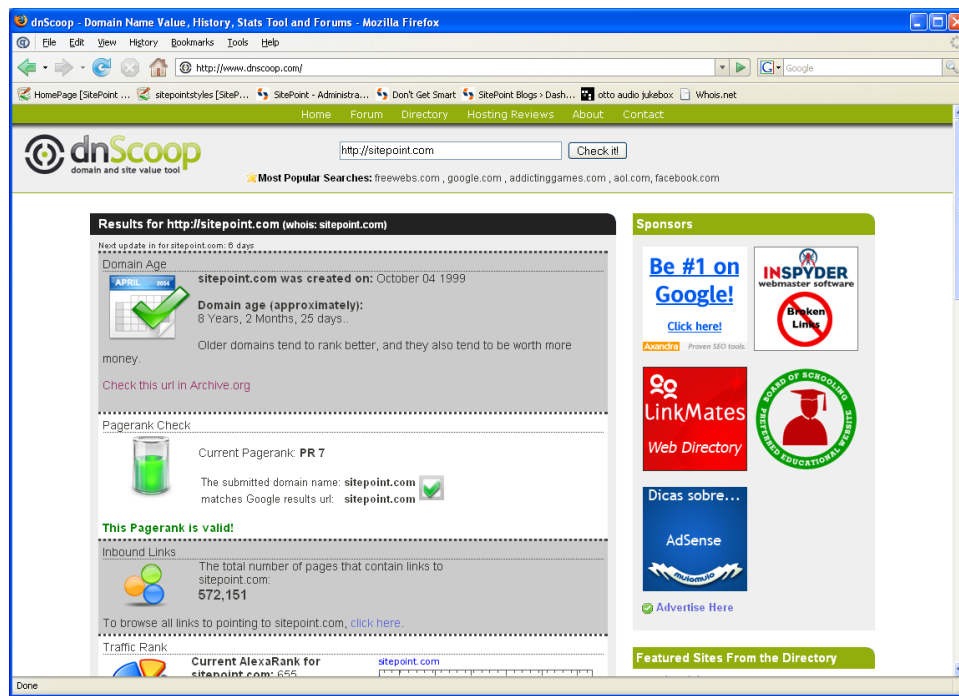 dnScoop - Domain Name Value, History, Stats Tool and Forums - Mozilla Firefox
File Edit View History Bookmarks Tools Help
http://www.dnscoop.com/
Google
HomePage [SitePoint ... sitepointstyles [SiteP... SitePoint - Administra... Don't Get Smart SitePoint Blogs › Dash... otto audio jukebox Whois.net
Home Forum Directory Hosting Reviews About Contact
dnScoop
domain and site value tool
http://sitepoint.com Check it!
Most Popular Searches: freewebs.com , google.com , addictinggames.com , aol.com, facebook.com
Results for http://sitepoint.com (whois: sitepoint.com)
Next update in for sitepoint.com: 6 days
Domain Age
APRIL 2004
sitepoint.com was created on: October 04 1999
Domain age (approximately):
8 Years, 2 Months, 25 days..
Older domains tend to rank better, and they also tend to be worth more
money.
Check this url in Archive.org
Pagerank Check
Current Pagerank: PR 7
The submitted domain name: sitepoint.com
matches Google results url: sitepoint.com
This Pagerank is valid!
Inbound Links
The total number of pages that contain links to
sitepoint.com:
572,151
To browse all links to pointing to sitepoint.com, click here.
Traffic Rank
Current AlexaRank for
sitepoint.com: 655
sitepoint.com
Sponsors
Be #1 on
Google!
Click here!
Axandra Proven SEO tools.
INSPYDER
webmaster software
Broken
Links
LinkMates
Web Directory
BOARD OF SCHOOLING
PREFERRED EDUCATIONAL WEBSITE
Dicas sobre...
AdSense
mulomulo
Advertise Here
Featured Sites From the Directory
Done